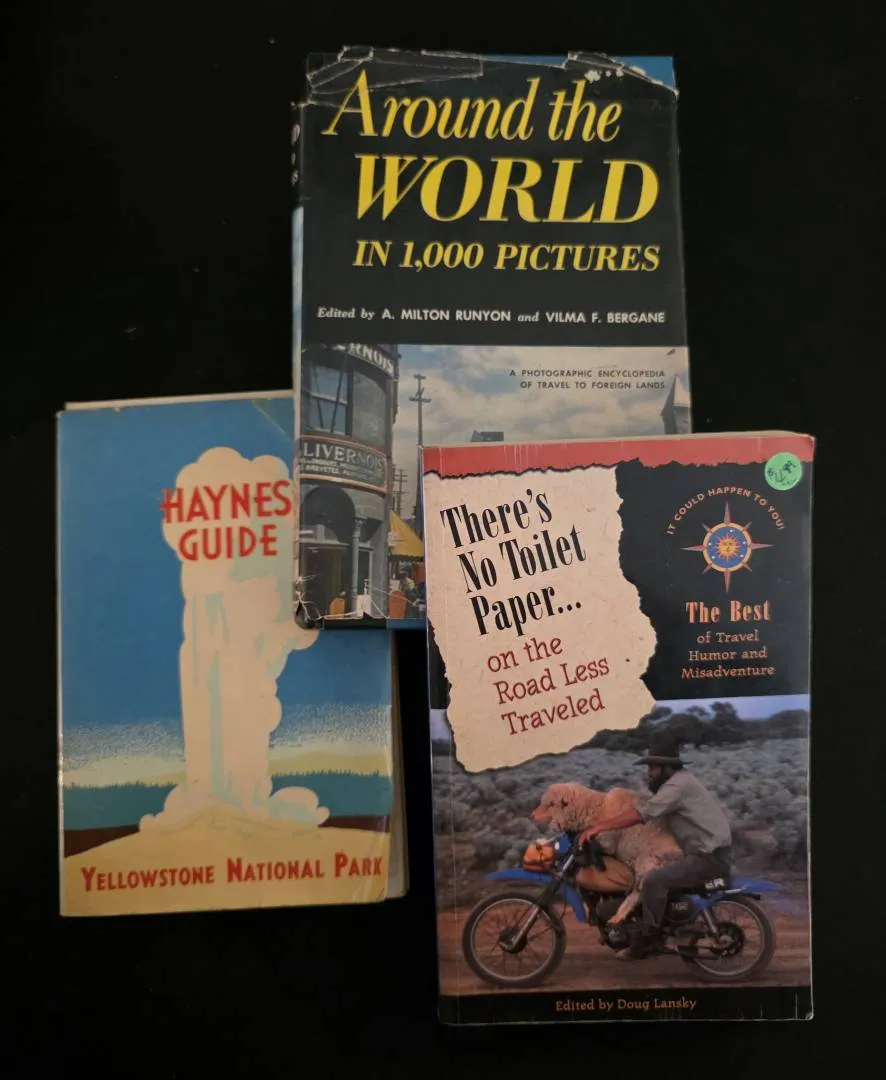 Around the
WORLD
IN 1,000 PICTURES
Edited by A. MILTON RUNYON and VILMA F. BERGANE
A PHOTOGRAPHIC ENCYCLOPEDIA
OF TRAVEL TO FOREIGN LANDS
LIVERNOIS
HAYNES
GUIDE
YELLOWSTONE NATIONAL PARK
There's
No Toilet
Paper...
on the
Road Less
Traveled
IT COULD HAPPEN TO YOU!
The Best
of Travel
Humor and
Misadventure
Edited by Doug Lansky